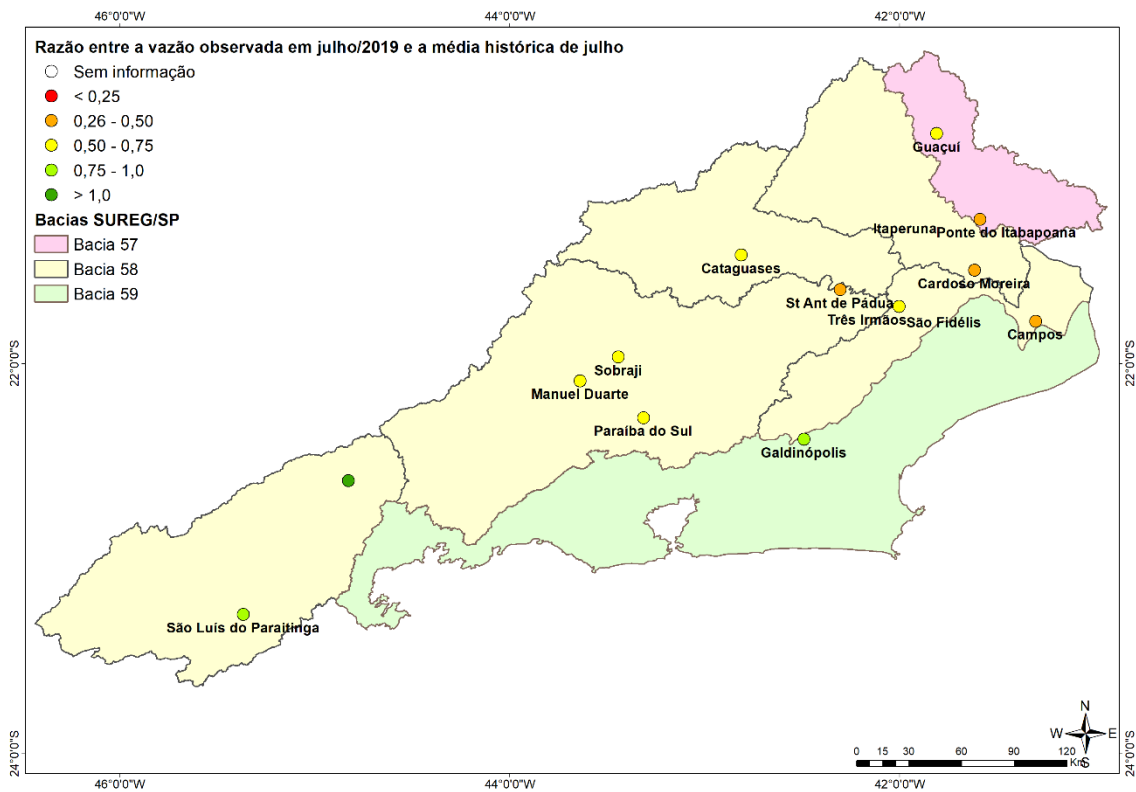 46°0'0"W
44°0'0"W
42°0'0"W
Razão entre a vazão observada em julho/2019 e a média histórica de julho
Sem informação
< 0,25
0,26 - 0,50
0,50 - 0,75
0,75 - 1,0
> 1,0
Bacias SUREG/SP
Bacia 57
Bacia 58
Bacia 59
Guaçuí
Itaperuna
Ponte do Itabapoana
Cataguases
Cardoso Moreira
St Ant de Pádua
Três Irmãos
São Fidélis
Campos
22°0'0"S
22°0'0"S
Sobraji
Manuel Duarte
Paraíba do Sul
Galdinópolis
São Luís do Paraitinga
N
W
E
S
0 15 30 60 90 120
Km
24°0'0"S
24°0'0"S
46°0'0"W
44°0'0"W
42°0'0"W